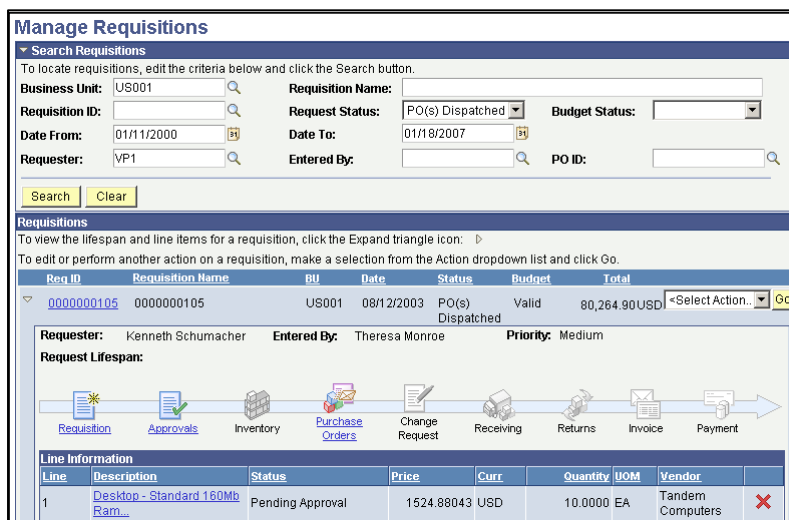 Manage Requisitions
Search Requisitions
To locate requisitions, edit the criteria below and click the Search button.
Business Unit: US001 Requisition Name:
Requisition ID: Request Status: PO(s) Dispatched Budget Status:
Date From: 01/11/2000 31 Date To: 01/18/2007 31
Requester: VP1 Entered By: PO ID:
Search Clear
Requisitions
To view the lifespan and line items for a requisition, click the Expand triangle icon:
To edit or perform another action on a requisition, make a selection from the Action dropdown list and click Go.
Req ID Requisition Name BU Date Status Budget Total
0000000105 0000000105 US001 08/12/2003 PO(s) Dispatched Valid 80,264.90 USD <Select Action.. Go
Requester: Kenneth Schumacher Entered By: Theresa Monroe Priority: Medium
Request Lifespan:
Requisition Approvals Inventory Purchase Orders Change Request Receiving Returns Invoice Payment
Line Information
Line Description Status Price Curr Quantity UOM Vendor
1 Desktop - Standard 160Mb Ram... Pending Approval 1524.88043 USD 10.0000 EA Tandem Computers